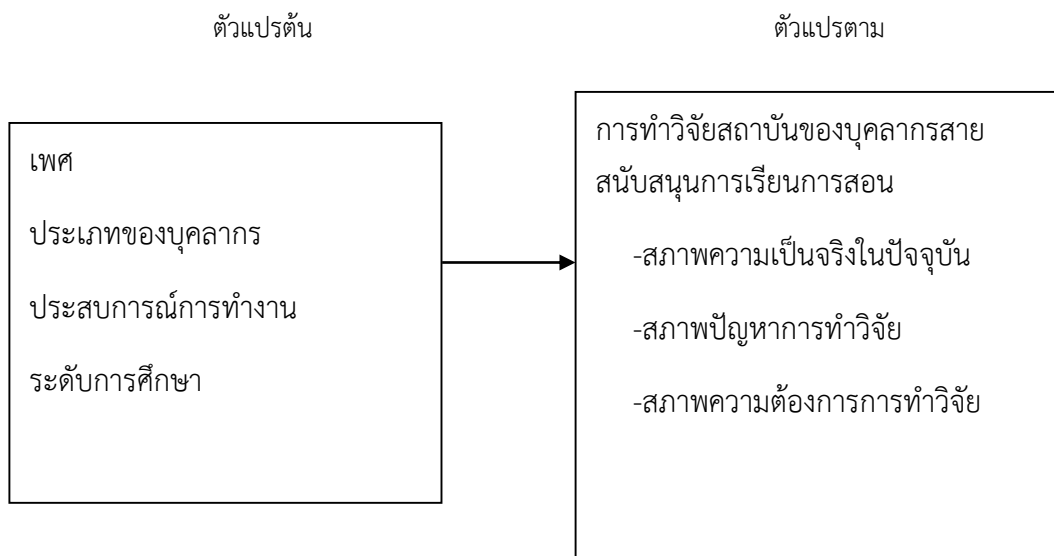 ตัวแปรต้น
ตัวแปรตาม
เพศ
ประเภทของบุคลากร
ประสบการณ์การทำงาน
ระดับการศึกษา
การทำวิจัยสถาบันของบุคลากรสาย
สนับสนุนการเรียนการสอน
-สภาพความเป็นจริงในปัจจุบัน
-สภาพปัญหาการทำวิจัย
-สภาพความต้องการการทำวิจัย